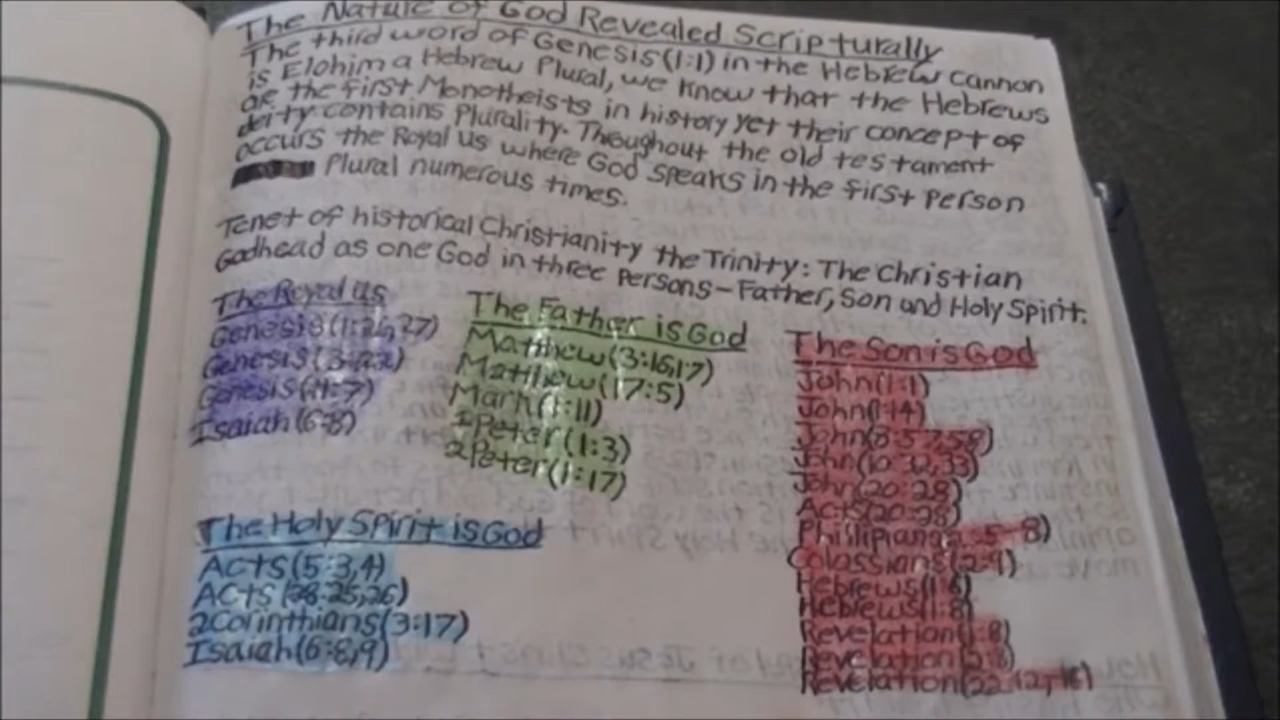 The Nature of God Revealed Scripturally
The third word of Genesis(1:1) in the Hebrew Cannon
is Elohim a Hebrew Plural, we know that the Hebrews
are the first Monotheists in history yet their concept of
deity contains Plurality. Thoughout the old testament
occurs the Royal us where God speaks in the first Person
Plural numerous times.
Tenet of historical Christianity the Trinity: The Christian
Godhead as one God in three Persons-Father, Son and Holy Spirit.
The Royal us
Genesis(1:26,27)
Genesis(3:22)
Genesis(11:7)
Isaiah(6:8)
The Father is God
Matthew(3:16,17)
Matthew(17:5)
Mark(1:11)
1Peter(1:3)
2Peter(1:17)
The Son is God
John(1:1)
John(1:14)
John(8:57,58)
John(10:32,33)
John(20:28)
Acts(20:28)
Phillipians(2:5-8)
Colossians(2:9)
Hebrews(1:6)
Hebrews(1:8)
Revelation(1:8)
Revelation(2:8)
Revelation(22:12,16)
The Holy Spirit is God
Acts(5:3,4)
Acts(28:25,26)
2Corinthians(3:17)
Isaiah(6:8,9)